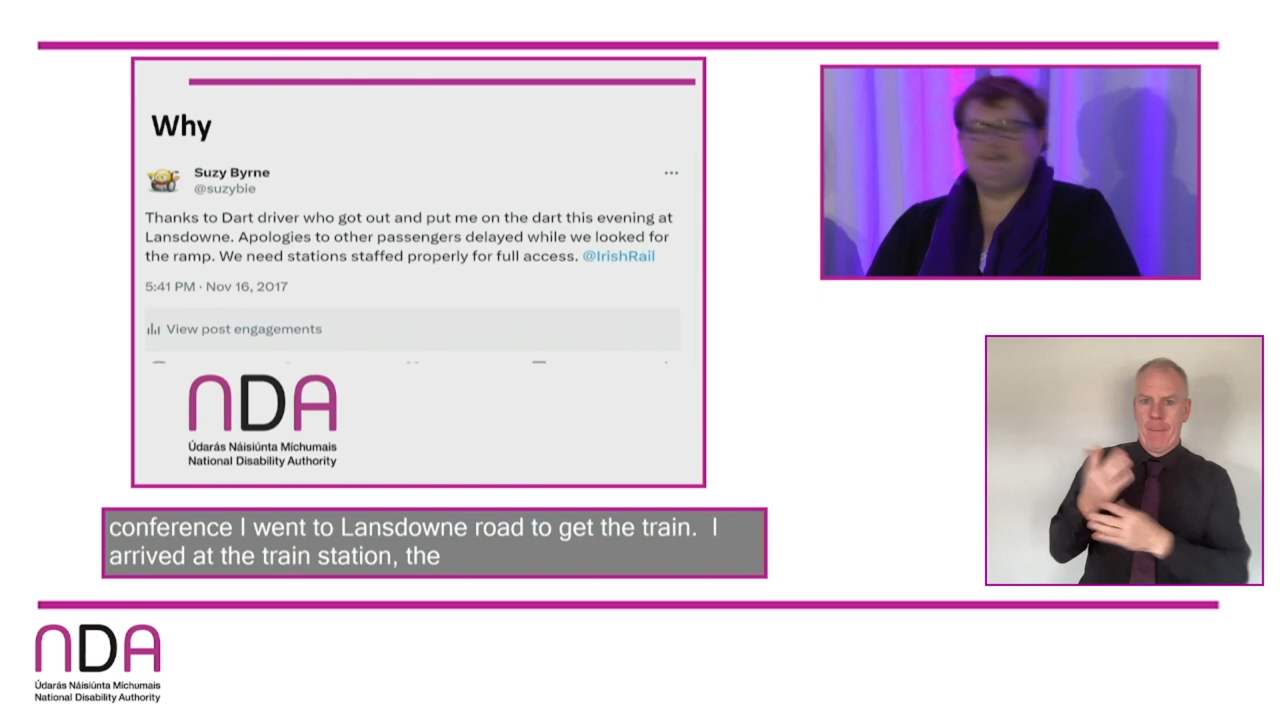 Why
Suzy Byrne
@suzybie
Thanks to Dart driver who got out and put me on the dart this evening at
Lansdowne. Apologies to other passengers delayed while we looked for
the ramp. We need stations staffed properly for full access. @IrishRail
5:41 PM · Nov 16, 2017
View post engagements
NDA
Údarás Náisiúnta Míchumais
National Disability Authority
conference I went to Lansdowne road to get the train.  I
arrived at the train station, the
NDA
Údarás Náisiúnta Míchumais
National Disability Authority